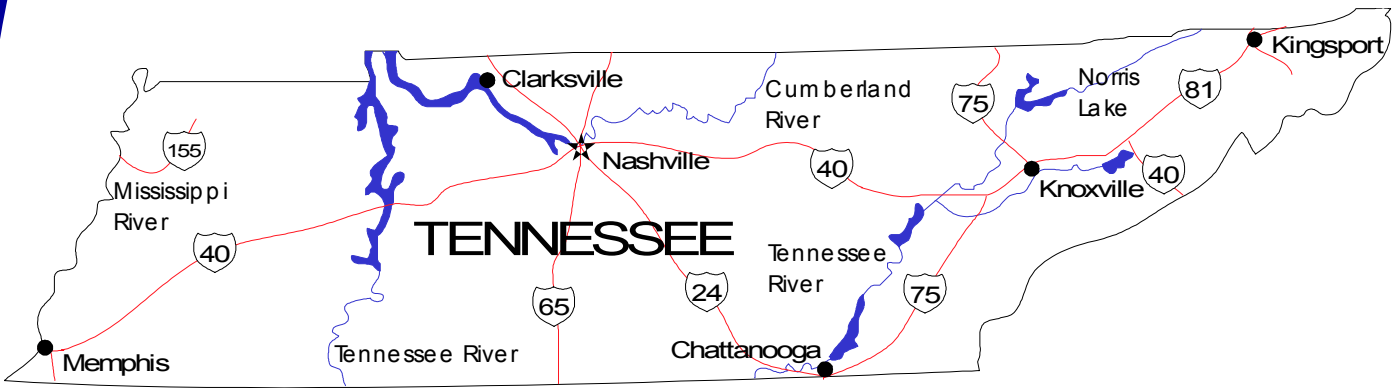 Kingsport
Clarksville
Norris
Lake
Cumberland
River
75
81
155
Nashville
40
Knoxville
40
Mississippi
River
TENNESSEE
40
Tennessee
River
65
24
75
Tennessee River
Chattanooga
Memphis